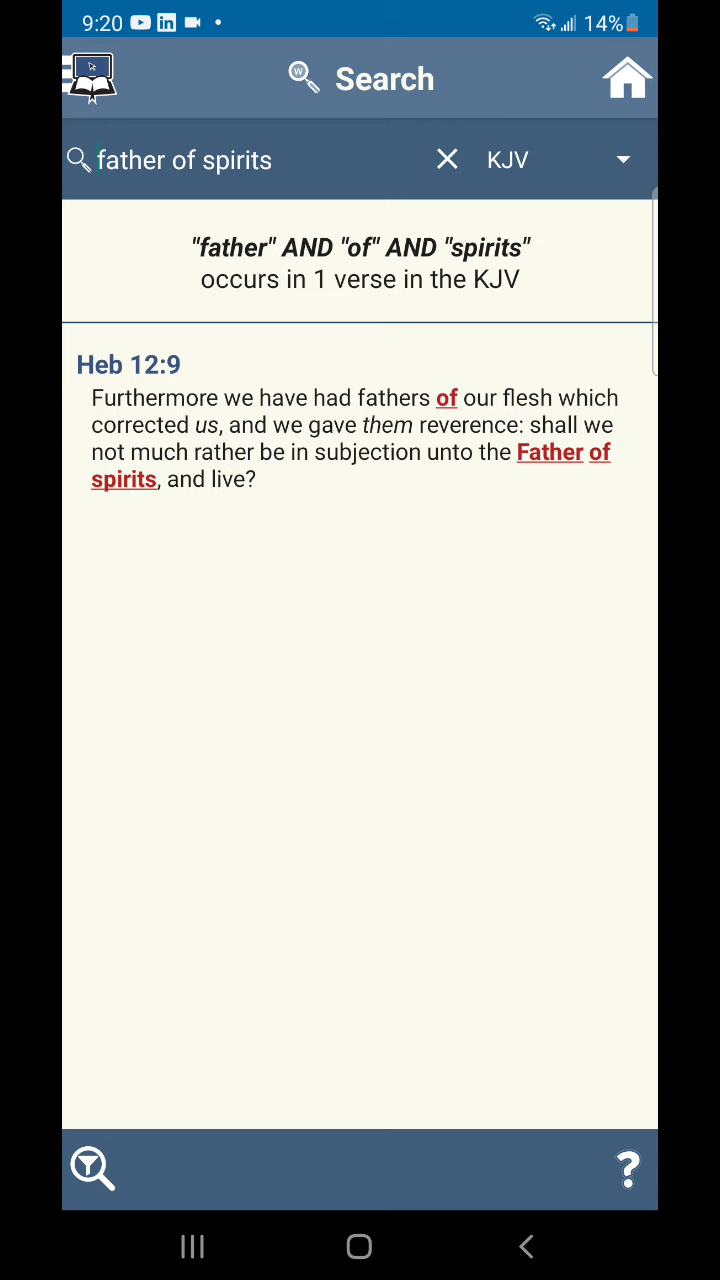 9:20 14%
Search
father of spirits KJV
"father" AND "of" AND "spirits"
occurs in 1 verse in the KJV
Heb 12:9
Furthermore we have had fathers of our flesh which
corrected us, and we gave them reverence: shall we
not much rather be in subjection unto the Father of
spirits, and live?